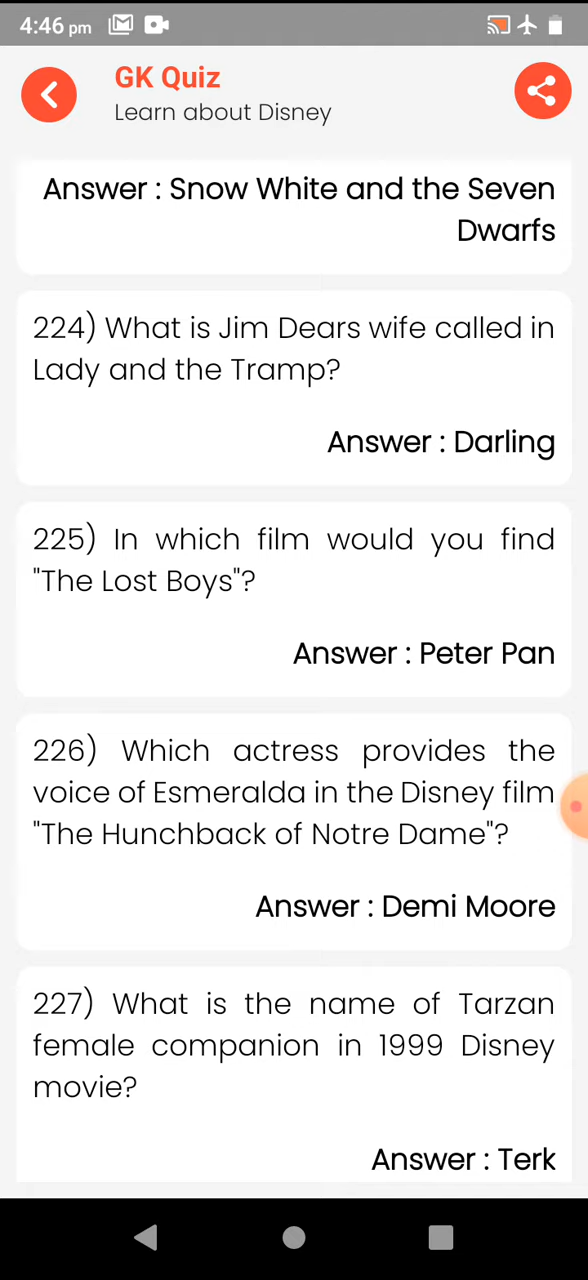 4:46 pm
GK Quiz
Learn about Disney
Answer : Snow White and the Seven
Dwarfs
224) What is Jim Dears wife called in
Lady and the Tramp?
Answer : Darling
225) In which film would you find
"The Lost Boys"?
Answer : Peter Pan
226) Which actress provides the
voice of Esmeralda in the Disney film
"The Hunchback of Notre Dame"?
Answer : Demi Moore
227) What is the name of Tarzan
female companion in 1999 Disney
movie?
Answer : Terk